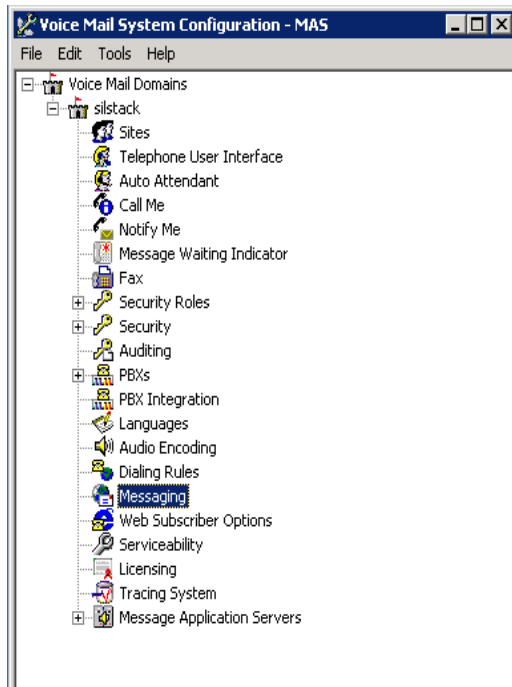 Voice Mail System Configuration - MAS
File Edit Tools Help
Voice Mail Domains
silstack
Sites
Telephone User Interface
Auto Attendant
Call Me
Notify Me
Message Waiting Indicator
Fax
Security Roles
Security
Auditing
PBXs
PBX Integration
Languages
Audio Encoding
Dialing Rules
Messaging
Web Subscriber Options
Serviceability
Licensing
Tracing System
Message Application Servers